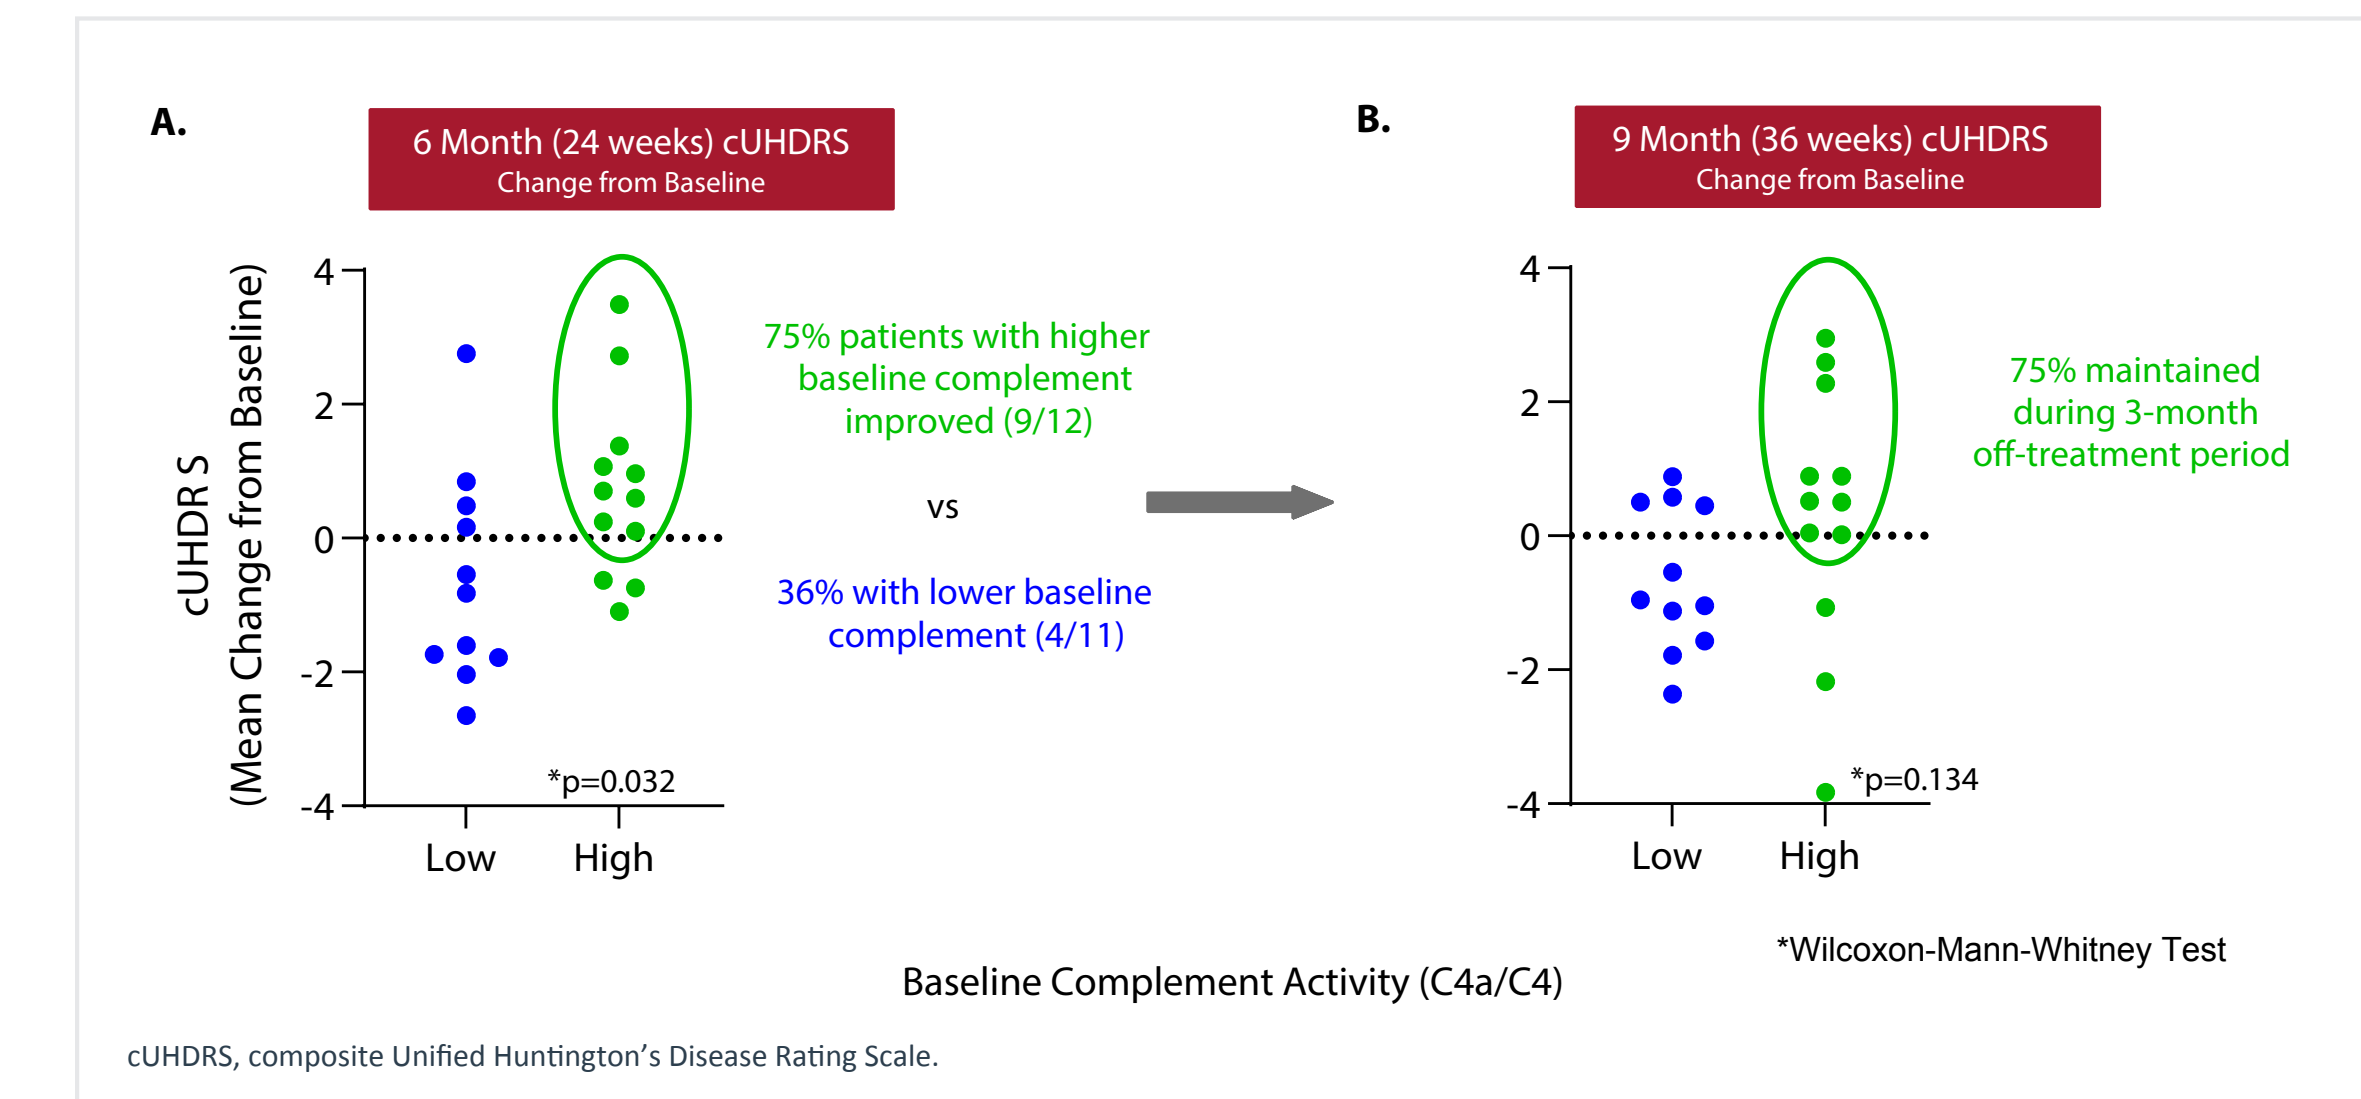 A.
6 Month (24 weeks) cUHDRS
Change from Baseline
cUHDR S
(Mean Change from Baseline)
4
2
0
-2
-4
*p=0.032
Low
High
75% patients with higher
baseline complement
improved (9/12)
vs
36% with lower baseline
complement (4/11)
B.
9 Month (36 weeks) cUHDRS
Change from Baseline
4
2
0
-2
-4
*p=0.134
Low
High
75% maintained
during 3-month
off-treatment period
*Wilcoxon-Mann-Whitney Test
Baseline Complement Activity (C4a/C4)
cUHDRS, composite Unified Huntington’s Disease Rating Scale.